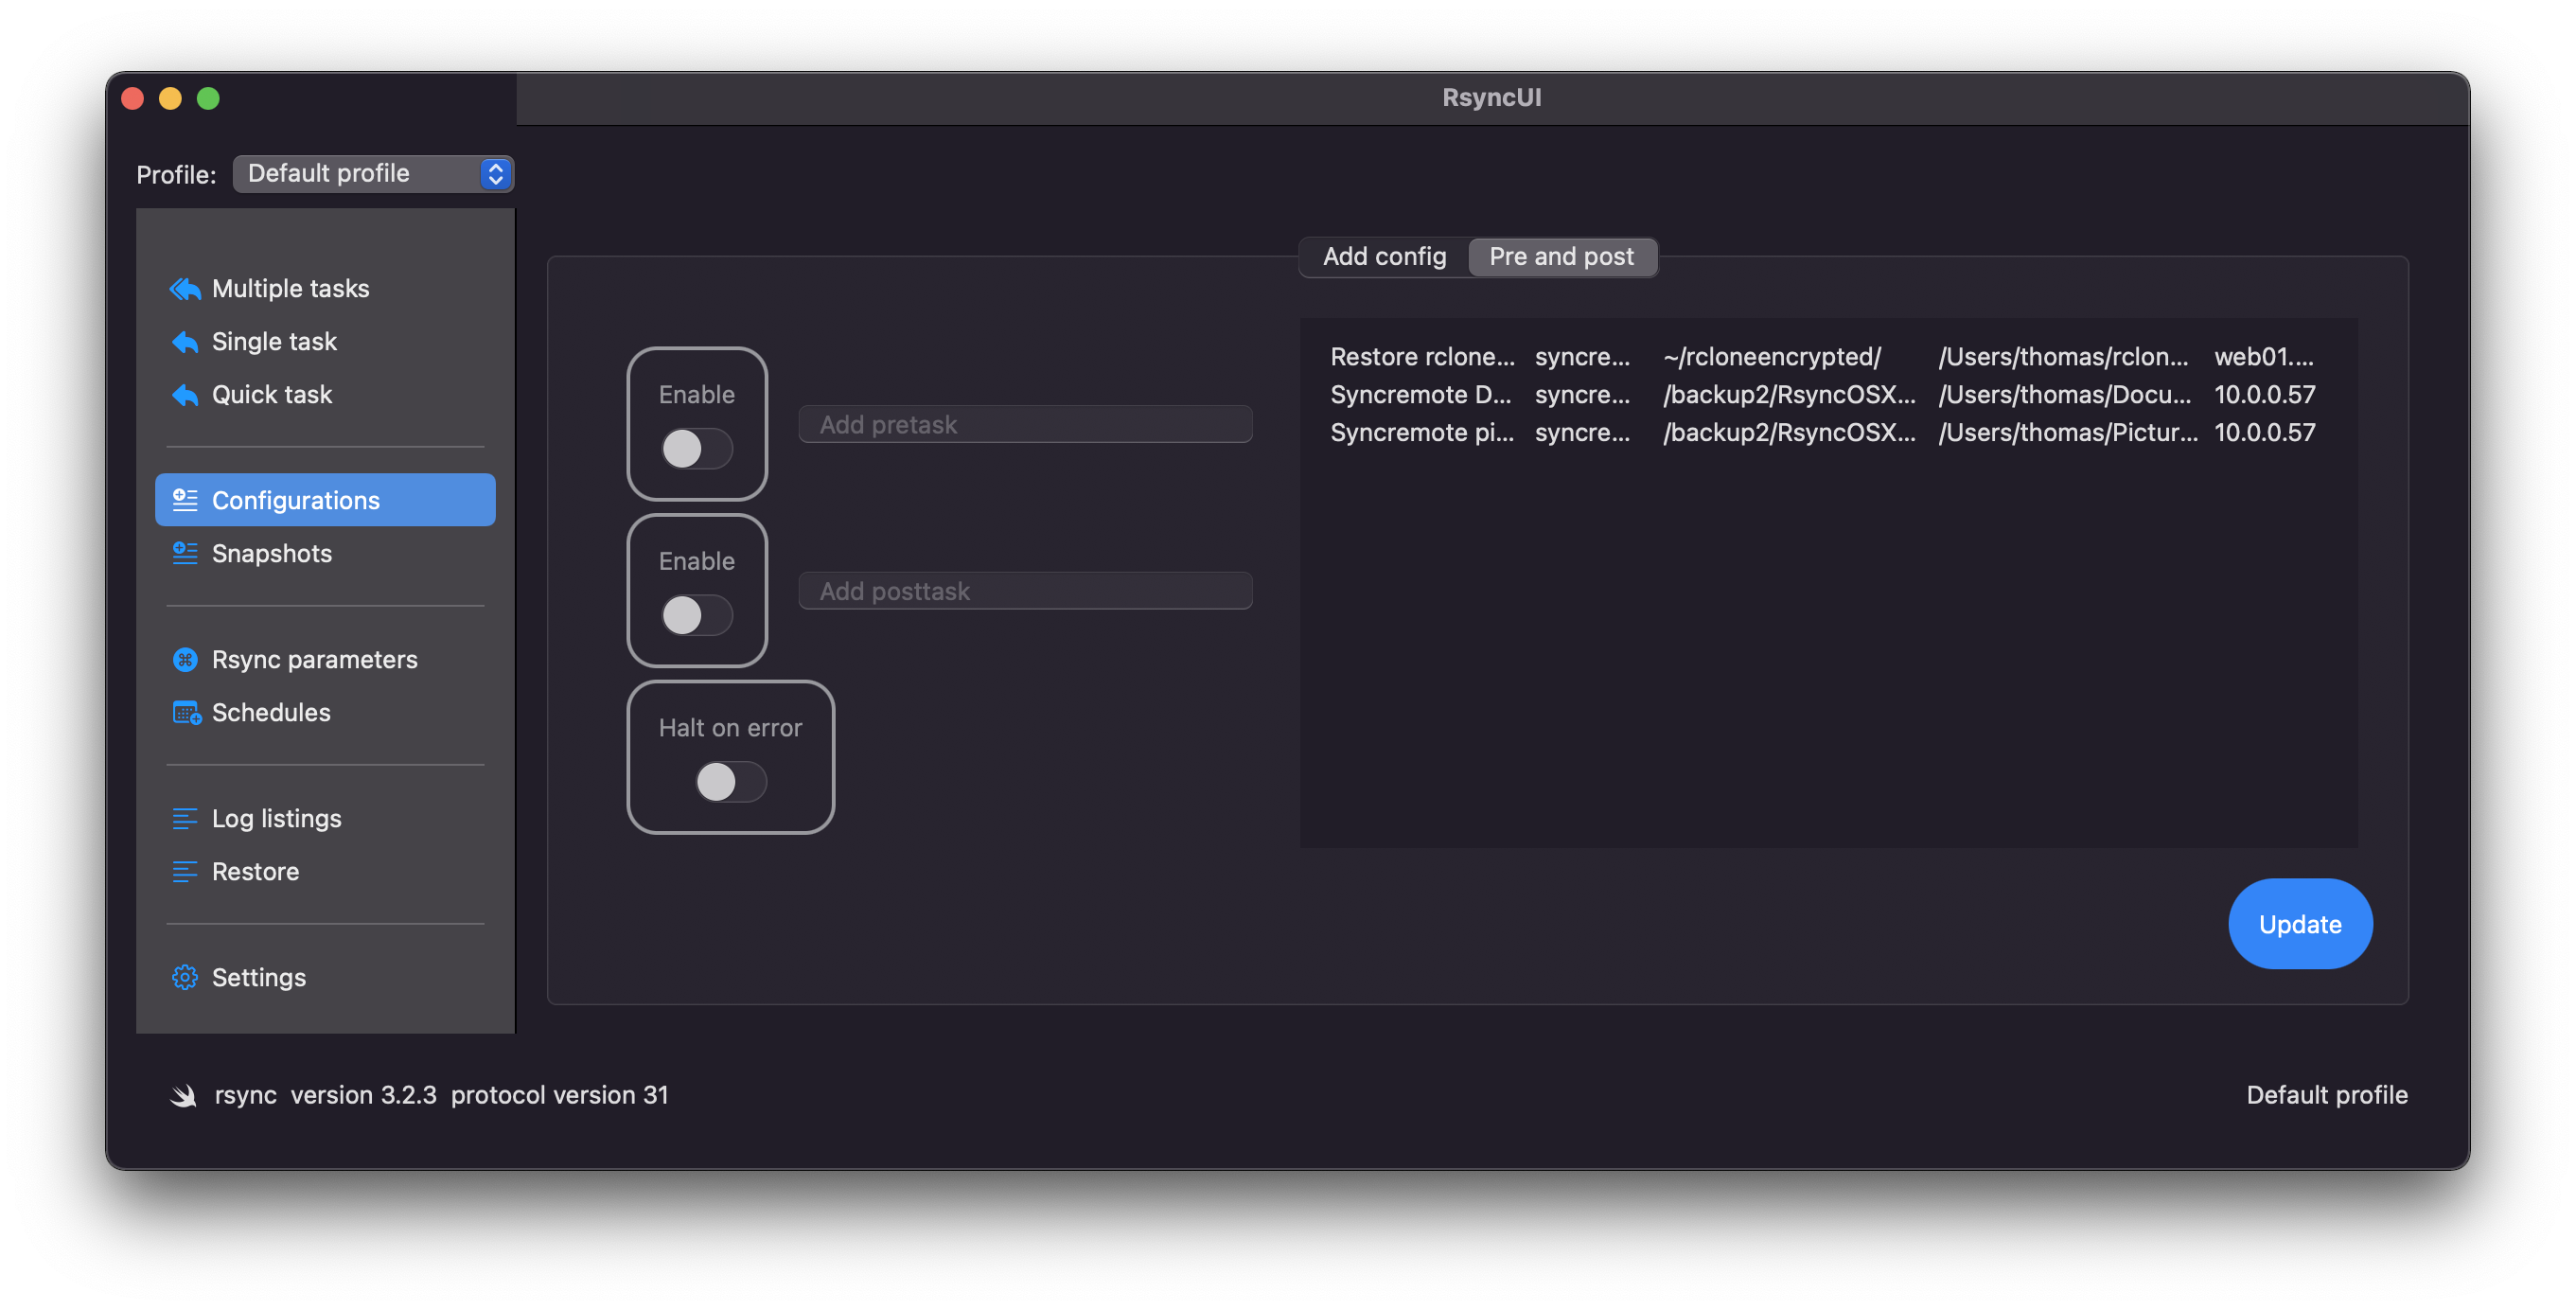 RsyncUI
Profile: Default profile
Multiple tasks
Single task
Quick task
Configurations
Snapshots
Rsync parameters
Schedules
Log listings
Restore
Settings
Add config Pre and post
Enable
Add pretask
Enable
Add posttask
Halt on error
Restore rclone... syncre... ~/rcloneencrypted/ /Users/thomas/rclon... web01....
Syncremote D... syncre... /backup2/RsyncOSX... /Users/thomas/Docu... 10.0.0.57
Syncremote pi... syncre... /backup2/RsyncOSX... /Users/thomas/Pictur... 10.0.0.57
Update
rsync version 3.2.3 protocol version 31
Default profile